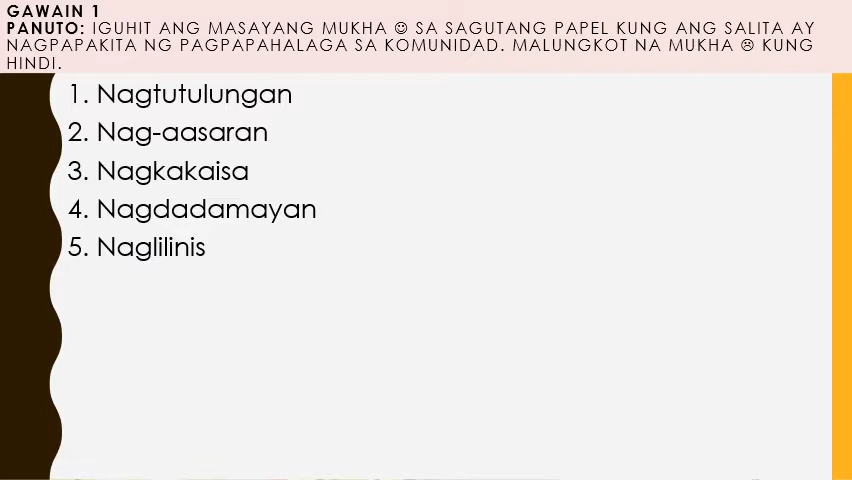 GAWAIN 1
PANUTO: IGUHIT ANG MASAYANG MUKHA ☺ SA SAGUTANG PAPEL KUNG ANG SALITA AY
NAGPAPAKITA NG PAGPAPAHALAGA SA KOMUNIDAD. MALUNGKOT NA MUKHA ☹ KUNG
HINDI.
1. Nagtutulungan
2. Nag-aasaran
3. Nagkakaisa
4. Nagdadamayan
5. Naglilinis